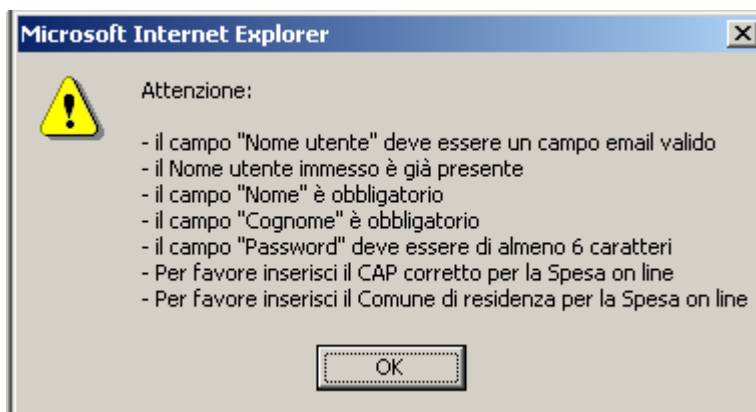 Microsoft Internet Explorer
Attenzione:
- il campo "Nome utente" deve essere un campo email valido
- il Nome utente immesso è già presente
- il campo "Nome" è obbligatorio
- il campo "Cognome" è obbligatorio
- il campo "Password" deve essere di almeno 6 caratteri
- Per favore inserisci il CAP corretto per la Spesa on line
- Per favore inserisci il Comune di residenza per la Spesa on line
OK